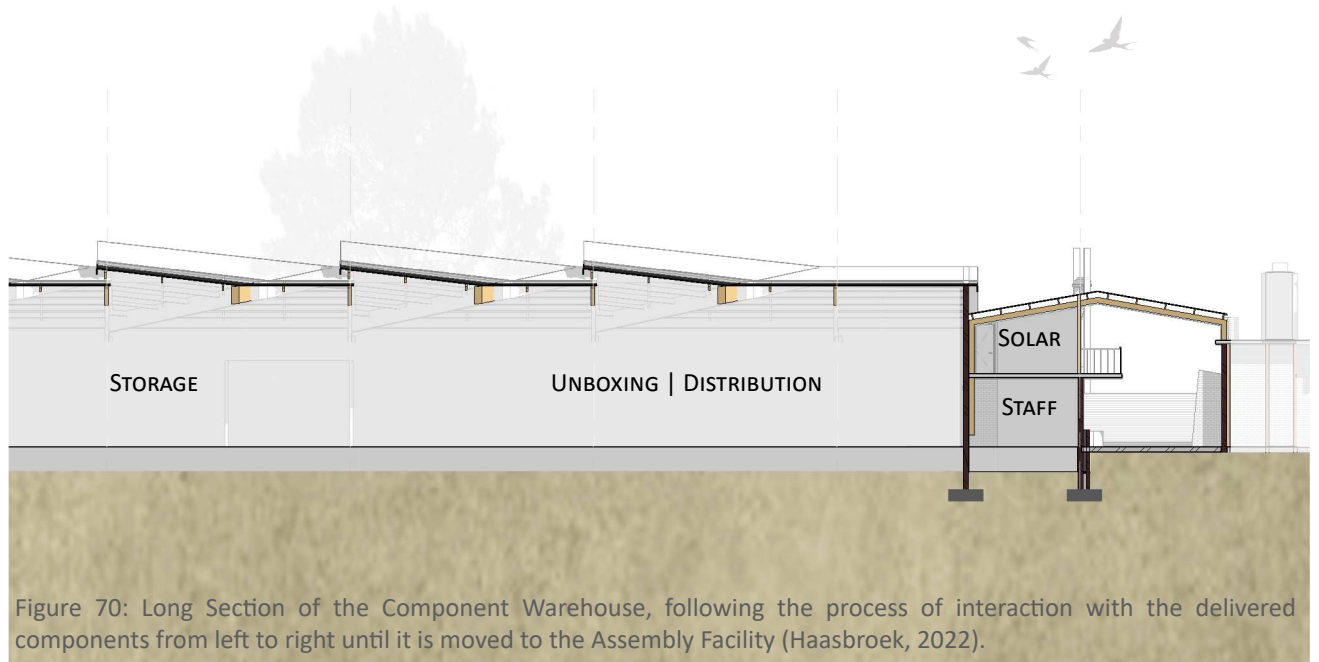 SOLAR
STORAGE
UNBOXING | DISTRIBUTION
STAFF
Figure 70: Long Section of the Component Warehouse, following the process of interaction with the delivered
components from left to right until it is moved to the Assembly Facility (Haasbroek, 2022).